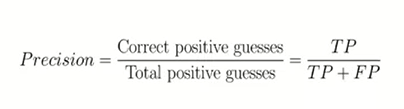 Precision = Correct positive guesses / Total positive guesses = TP / TP + FP